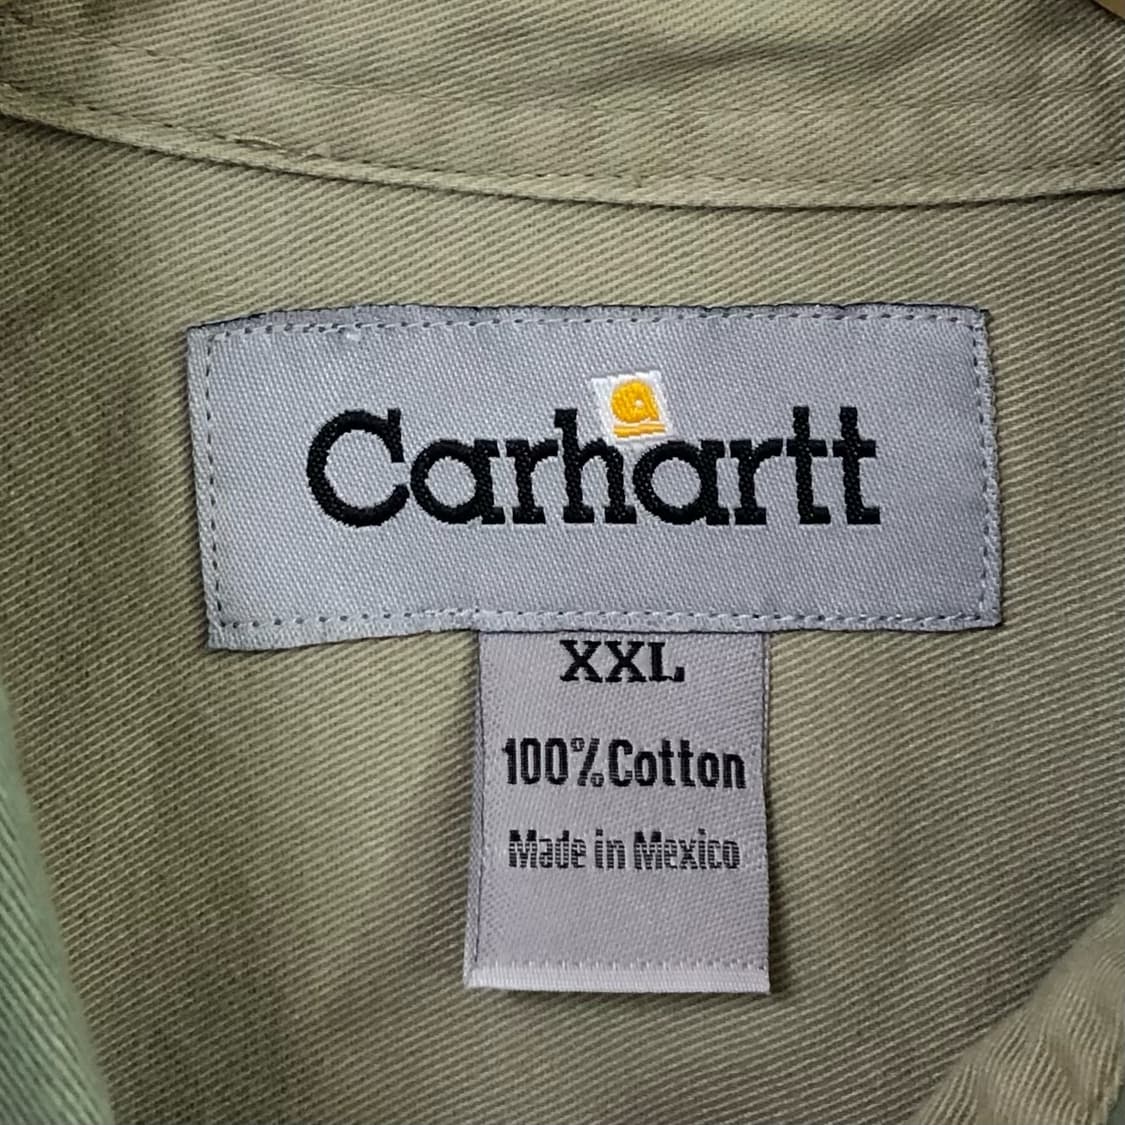 Carhartt
XXL
100% Cotton
Made in Mexico